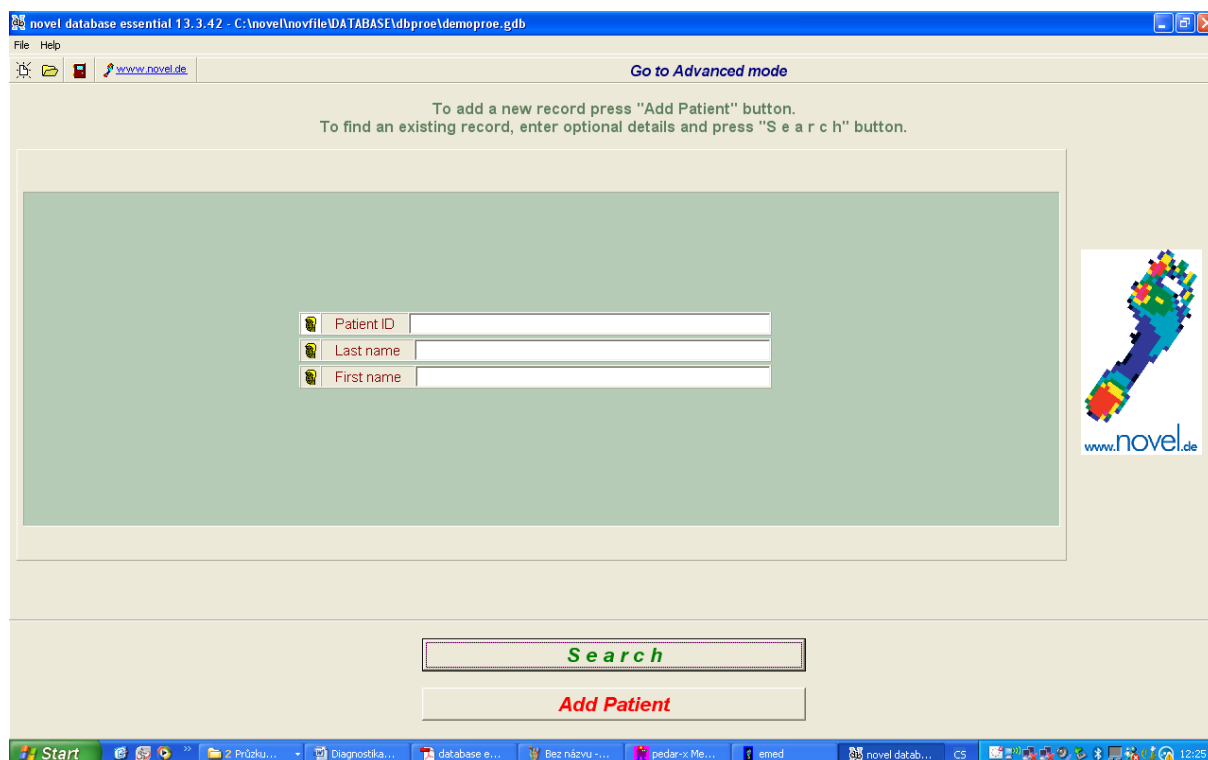 novel database essential 13.3.42 - C:\novel\novfile\DATABASE\dbproe\demoproe.gdb
File Help
www.novel.de
Go to Advanced mode
To add a new record press "Add Patient" button.
To find an existing record, enter optional details and press "S e a r c h" button.
Patient ID
Last name
First name
www.novel.de
S e a r c h
Add Patient
Start 2 Průzku... Diagnostika... database e... Bez názvu -... pedar-x Me... emed novel datab... CS 12:25